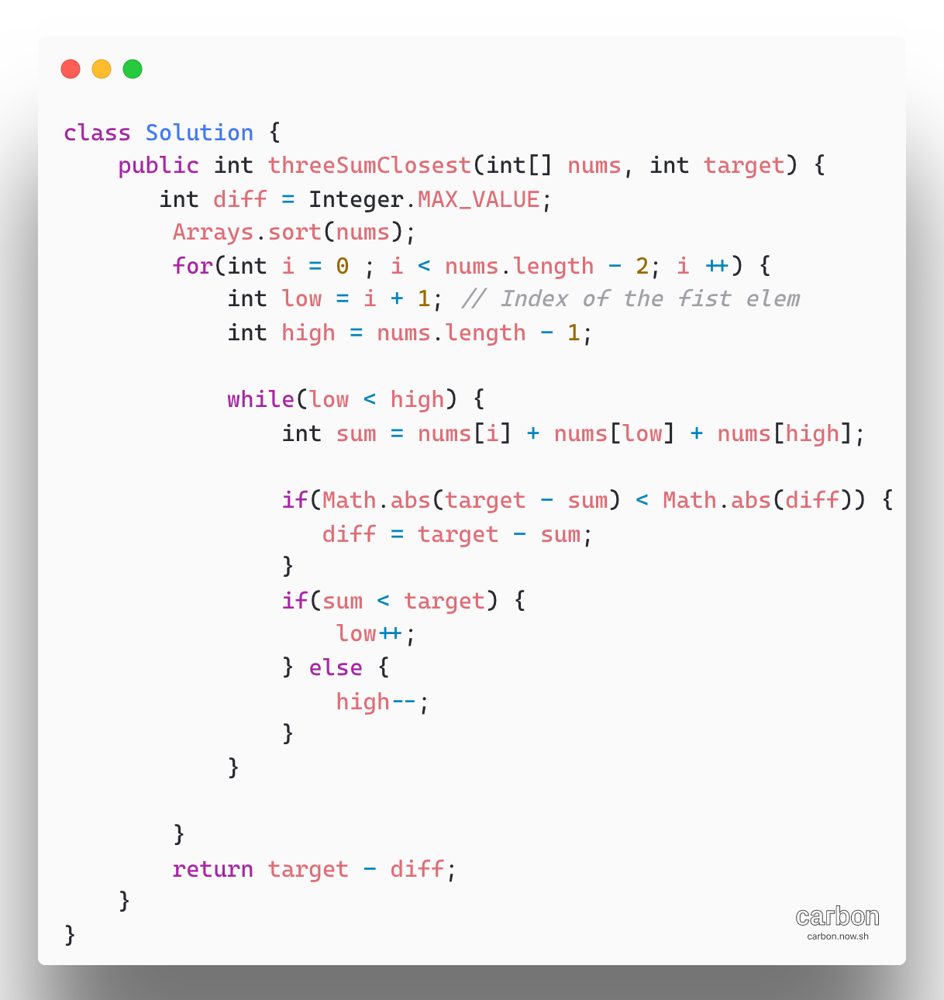 class Solution {
    public int threeSumClosest(int[] nums, int target) {
       int diff = Integer.MAX_VALUE;
        Arrays.sort(nums);
        for(int i = 0 ; i < nums.length - 2; i ++) {
            int low = i + 1; // Index of the fist elem
            int high = nums.length - 1;

            while(low < high) {
                int sum = nums[i] + nums[low] + nums[high];

                if(Math.abs(target - sum) < Math.abs(diff)) {
                   diff = target - sum;
                }
                if(sum < target) {
                    low++;
                } else {
                    high--;
                }
            }

        }
        return target - diff;
    }
}
carbon
carbon.now.sh